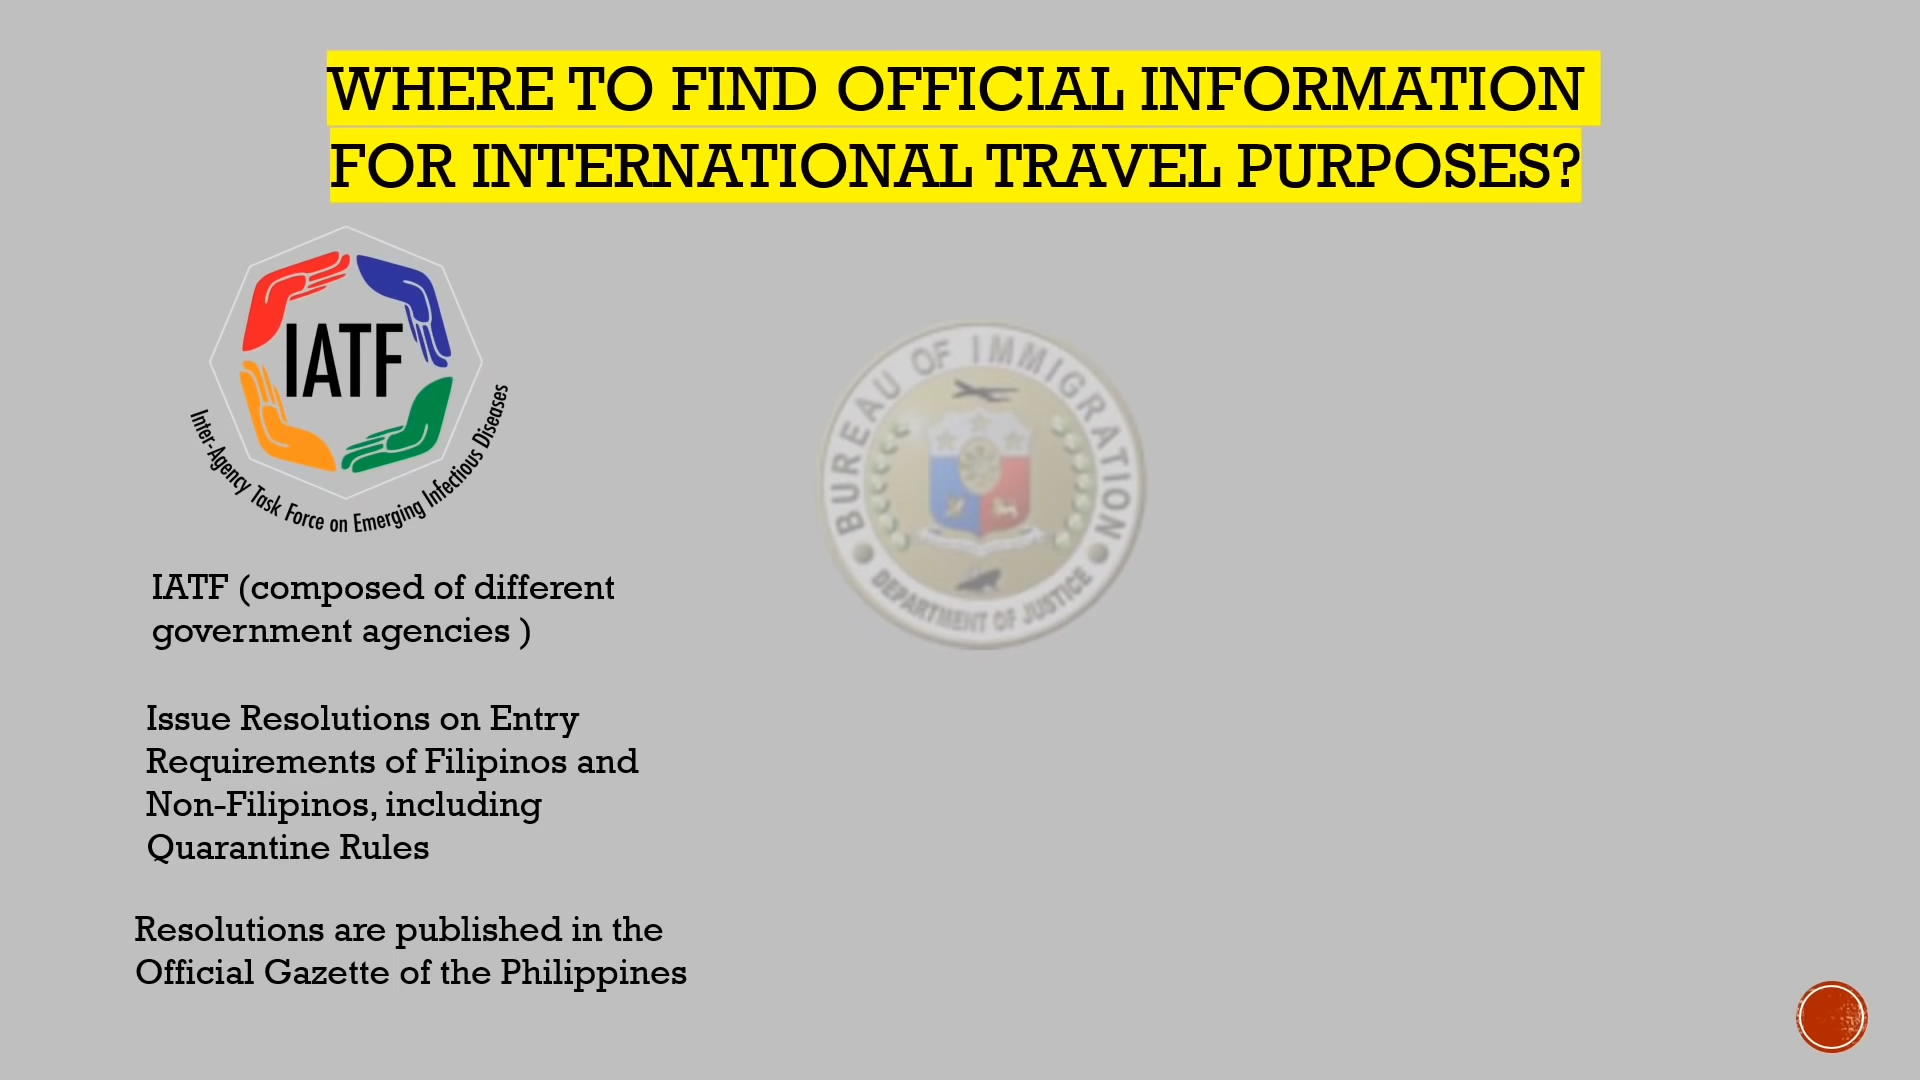 WHERE TO FIND OFFICIAL INFORMATION
FOR INTERNATIONAL TRAVEL PURPOSES?
IATF
Inter-Agency Task Force on Emerging Infectious Diseases
BUREAU OF IMMIGRATION
DEPARTMENT OF JUSTICE
IATF (composed of different
government agencies )
Issue Resolutions on Entry
Requirements of Filipinos and
Non-Filipinos, including
Quarantine Rules
Resolutions are published in the
Official Gazette of the Philippines